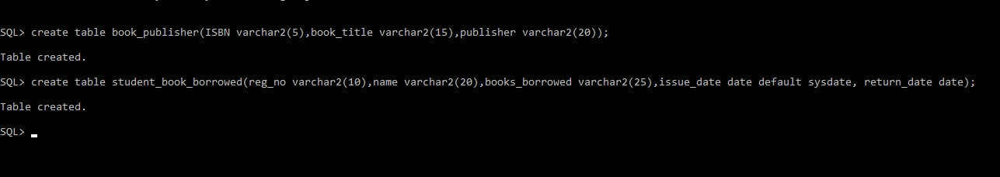 SQL> create table book_publisher(ISBN varchar2(5),book_title varchar2(15),publisher varchar2(20));
Table created.
SQL> create table student_book_borrowed(reg_no varchar2(10),name varchar2(20),books_borrowed varchar2(25),issue_date date default sysdate, return_date date);
Table created.
SQL>